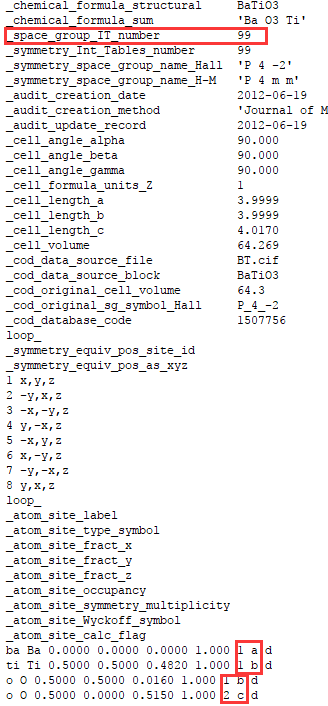 _chemical_formula_structural BaTiO3
_chemical_formula_sum 'Ba O3 Ti'
_space_group_IT_number 99
_symmetry_Int_Tables_number 99
_symmetry_space_group_name_Hall 'P 4 -2'
_symmetry_space_group_name_H-M 'P 4 m m'
_audit_creation_date 2012-06-19
_audit_creation_method 'Journal of M
_audit_update_record 2012-06-19
_cell_angle_alpha 90.000
_cell_angle_beta 90.000
_cell_angle_gamma 90.000
_cell_formula_units_Z 1
_cell_length_a 3.9999
_cell_length_b 3.9999
_cell_length_c 4.0170
_cell_volume 64.269
_cod_data_source_file BT.cif
_cod_data_source_block BaTiO3
_cod_original_cell_volume 64.3
_cod_original_sg_symbol_Hall P_4_-2
_cod_database_code 1507756
loop_
_symmetry_equiv_pos_site_id
_symmetry_equiv_pos_as_xyz
1 x,y,z
2 -y,x,z
3 -x,-y,z
4 y,-x,z
5 -x,y,z
6 x,-y,z
7 -y,-x,z
8 y,x,z
loop_
_atom_site_label
_atom_site_type_symbol
_atom_site_fract_x
_atom_site_fract_y
_atom_site_fract_z
_atom_site_occupancy
_atom_site_symmetry_multiplicity
_atom_site_Wyckoff_symbol
_atom_site_calc_flag
ba Ba 0.0000 0.0000 0.0000 1.000 1 a d
ti Ti 0.5000 0.5000 0.4820 1.000 1 b d
o O 0.5000 0.5000 0.0160 1.000 1 b d
o O 0.5000 0.0000 0.5150 1.000 2 c d